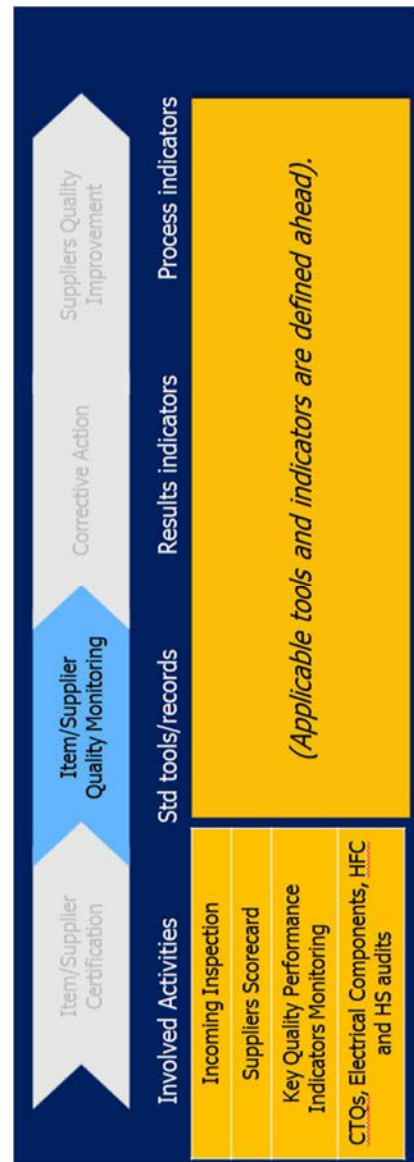 Item/Supplier
Certification
Item/Supplier
Quality Monitoring
Corrective Action
Suppliers Quality
Improvement
Involved Activities
Std tools/records
Results indicators
Process indicators
Incoming Inspection
Suppliers Scorecard
Key Quality Performance
Indicators Monitoring
CTQs, Electrical Components, HFC
and HS audits
(Applicable tools and indicators are defined ahead).